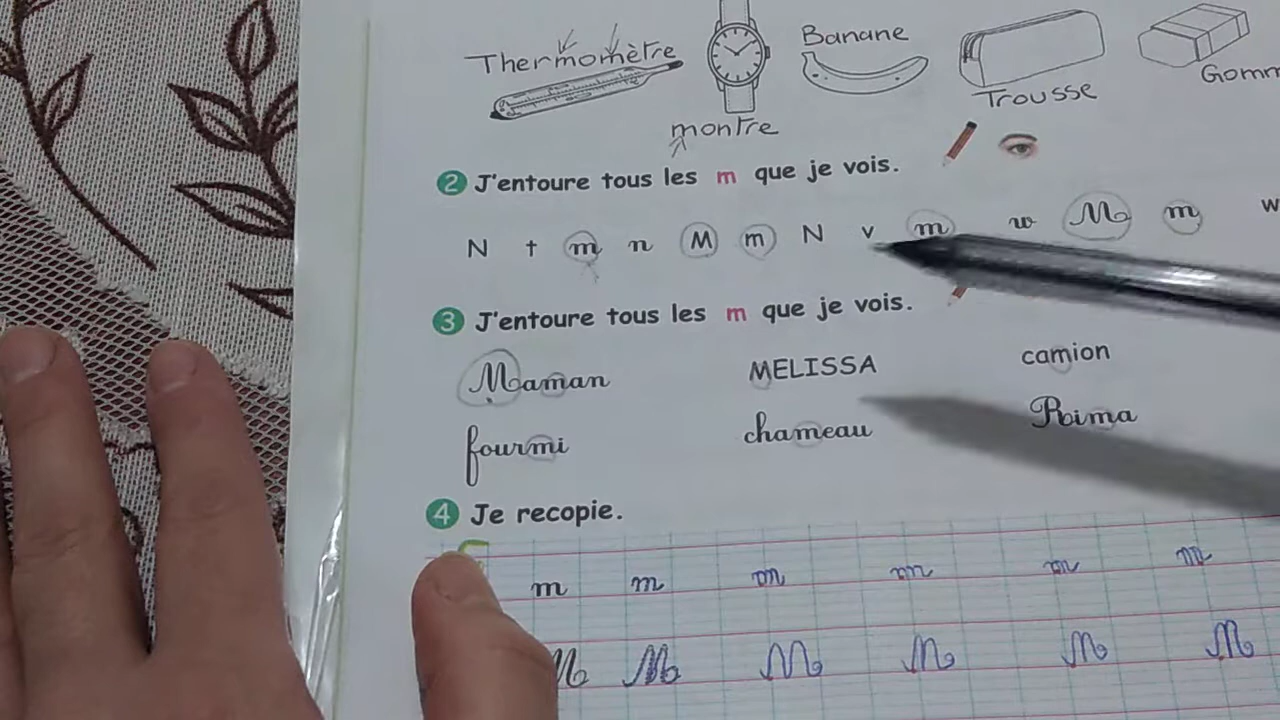 Thermomètre
Banane
Trousse
Gomm
montre
2 J'entoure tous les m que je vois.
N t m n M m N v m w M m w
3 J'entoure tous les m que je vois.
Maman MELISSA camion
fourmi chameau Rima
4 Je recopie.
m m m m m m
M M M M M M